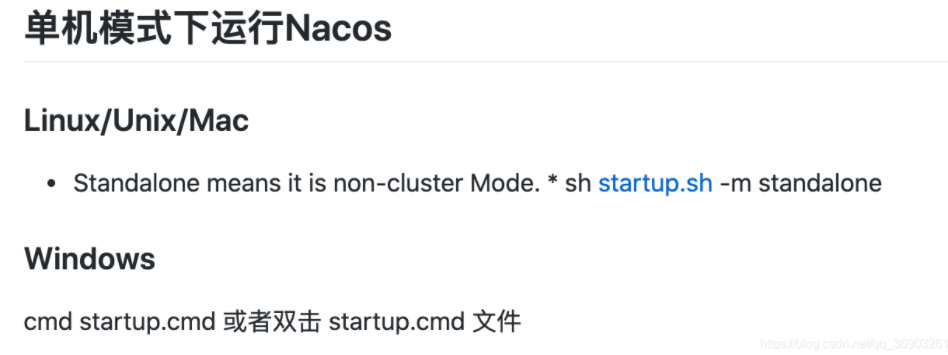 单机模式下运行Nacos
Linux/Unix/Mac
• Standalone means it is non-cluster Mode. * sh startup.sh -m standalone
Windows
cmd startup.cmd 或者双击 startup.cmd 文件
https://blog.csdn.net/qq_36903261